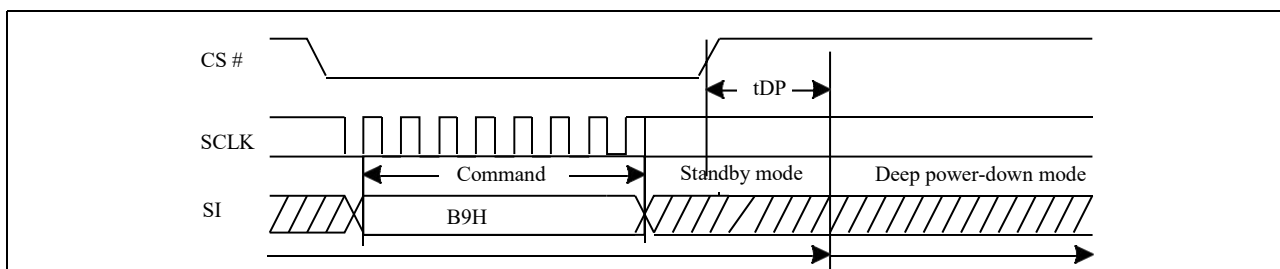 CS #
tDP
SCLK
Command
Standby mode
Deep power-down mode
SI
B9H